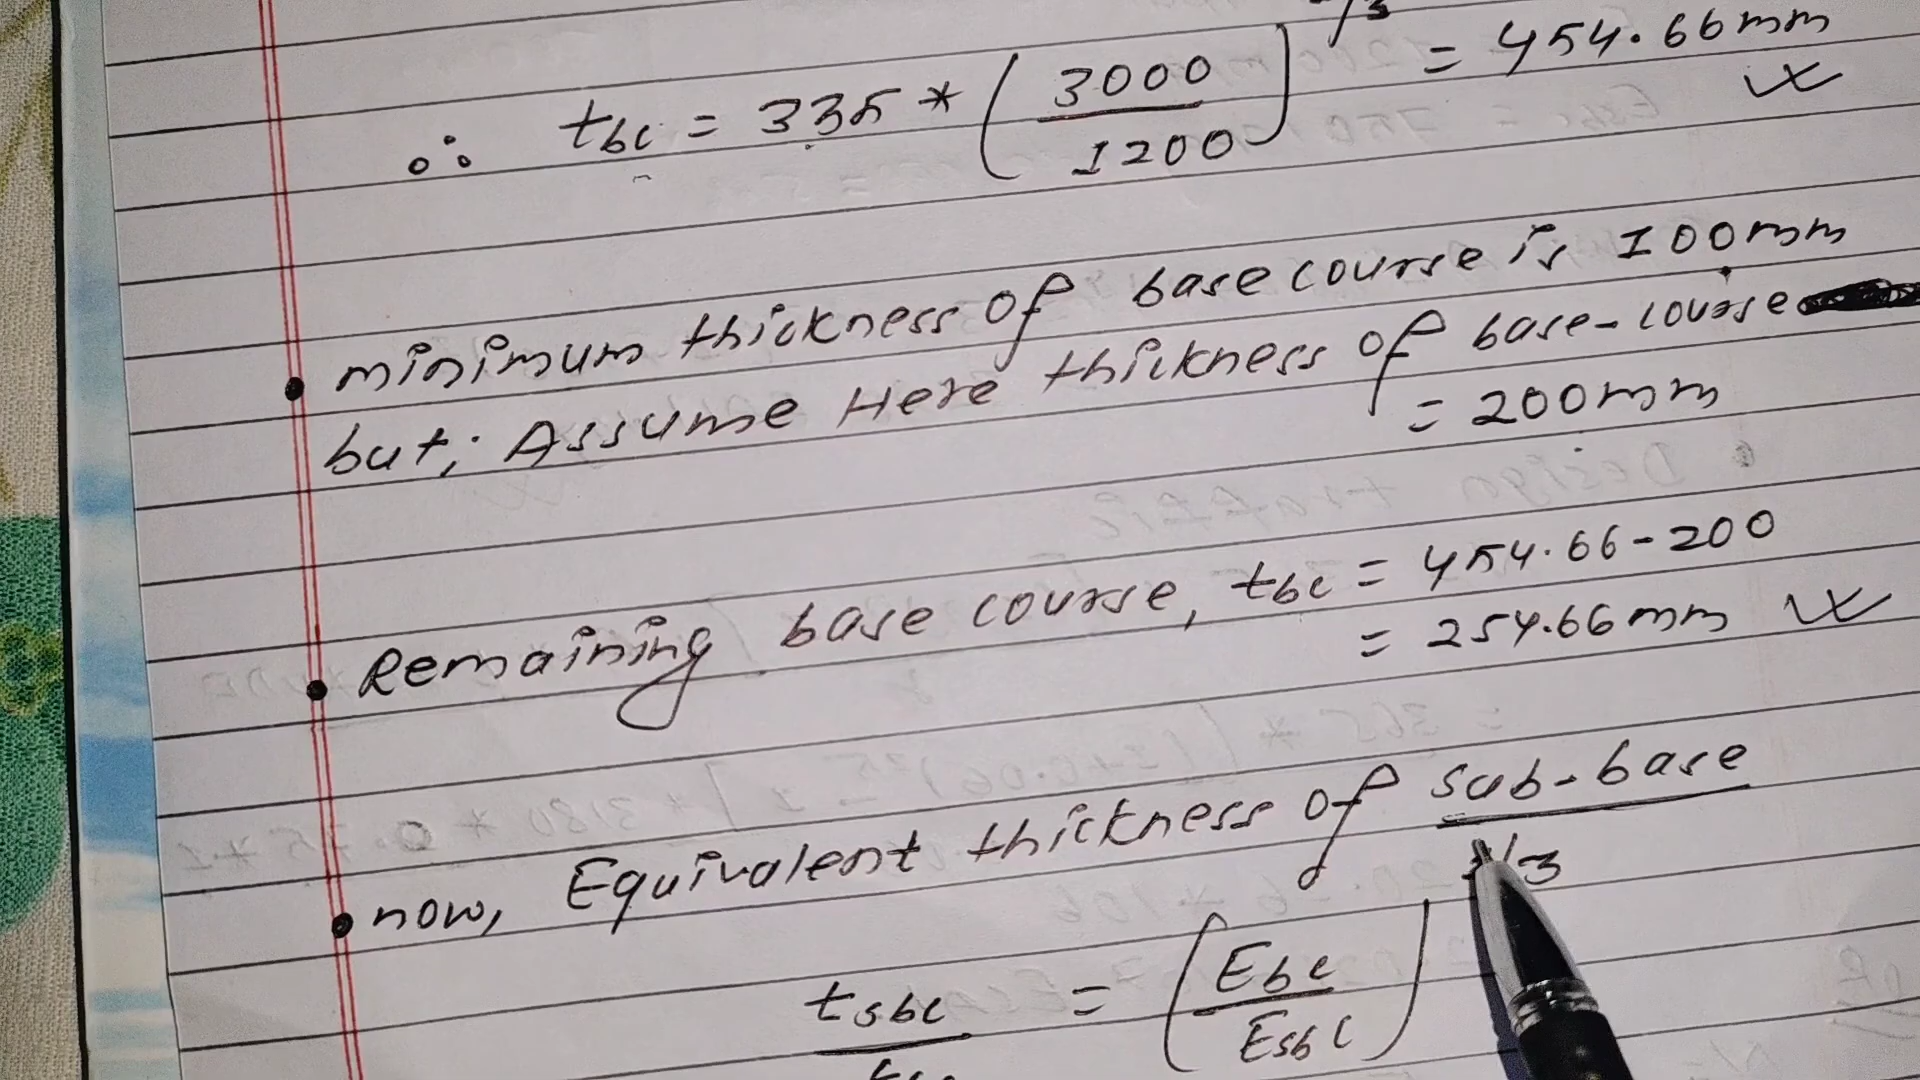 ∴ tbc = 335 * (3000/1200)^1/3 = 454.66mm
• minimum thickness of base course is 100mm
but; Assume Here thickness of base-course
= 200mm
• Remaining base course, tbc = 454.66-200
= 254.66mm
• now, Equivalent thickness of sub-base
tsbc = (Ebc/Esbc)^1/3